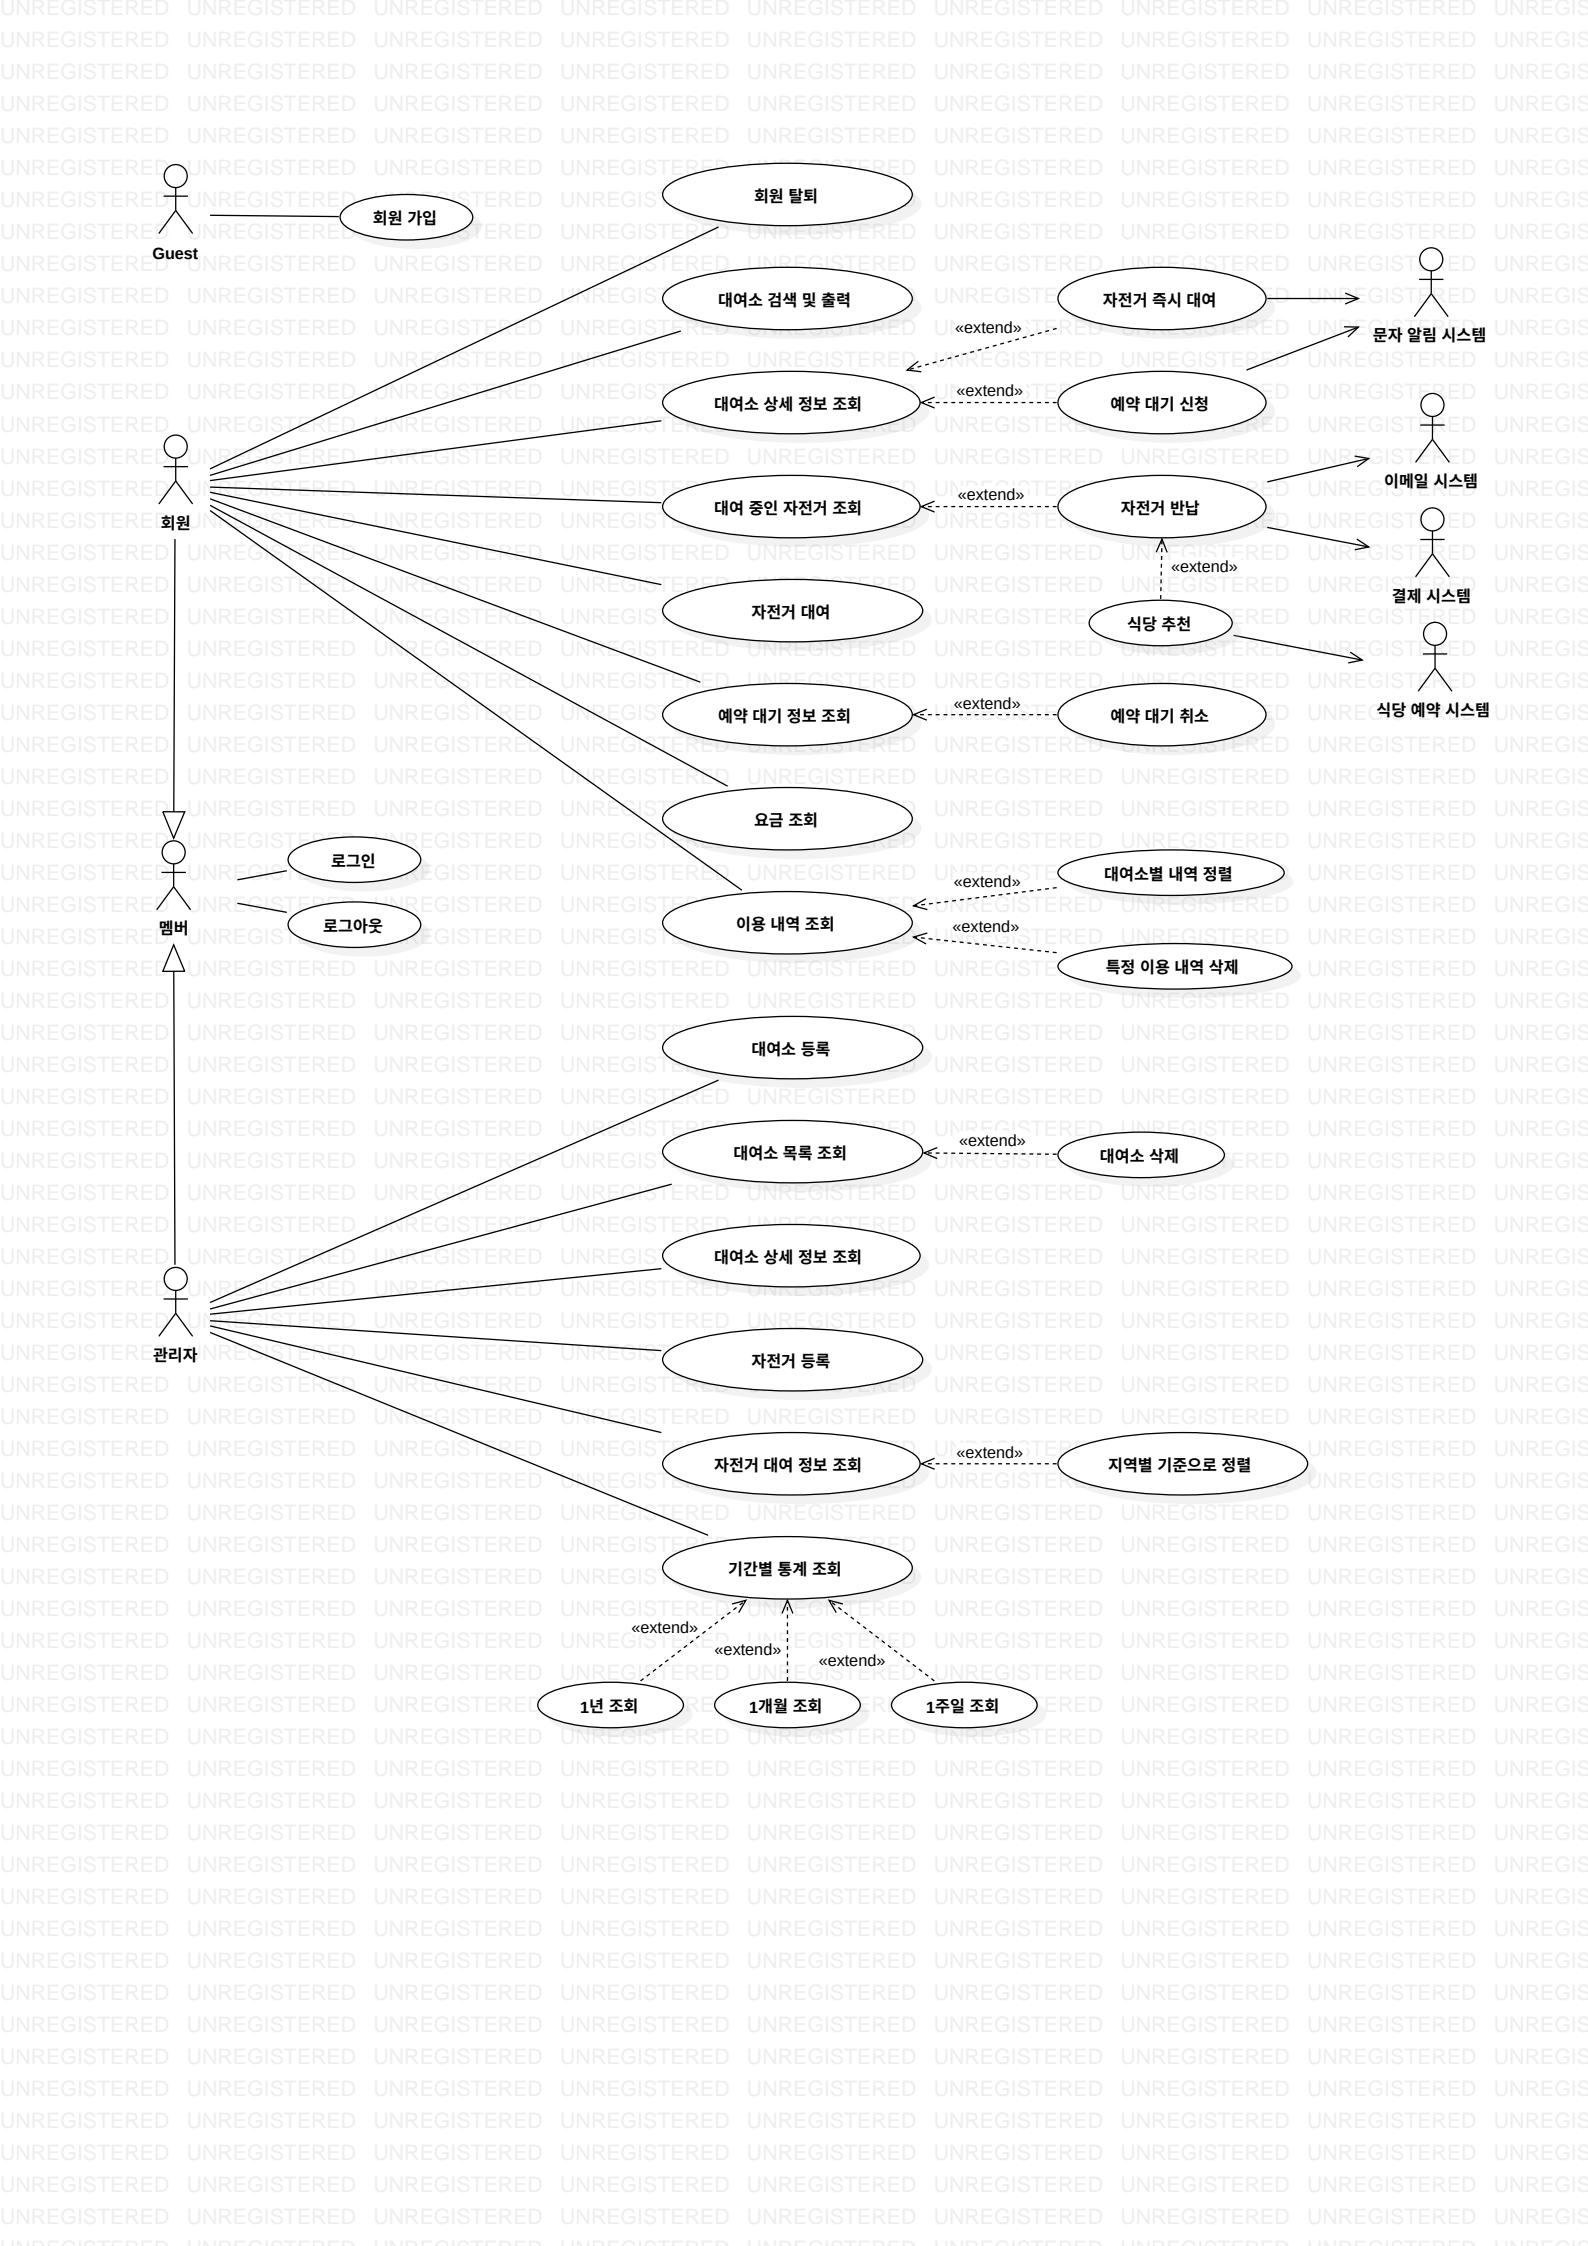 UNREGISTERED
Guest
회원 가입
회원 탈퇴
대여소 검색 및 출력
자전거 즉시 대여
문자 알림 시스템
«extend»
대여소 상세 정보 조회
«extend»
예약 대기 신청
이메일 시스템
회원
대여 중인 자전거 조회
«extend»
자전거 반납
«extend»
결제 시스템
자전거 대여
식당 추천
예약 대기 정보 조회
«extend»
예약 대기 취소
식당 예약 시스템
요금 조회
멤버
로그인
로그아웃
이용 내역 조회
«extend»
대여소별 내역 정렬
«extend»
특정 이용 내역 삭제
대여소 등록
대여소 목록 조회
«extend»
대여소 삭제
대여소 상세 정보 조회
관리자
자전거 등록
자전거 대여 정보 조회
«extend»
지역별 기준으로 정렬
기간별 통계 조회
«extend»
«extend»
«extend»
1년 조회
1개월 조회
1주일 조회